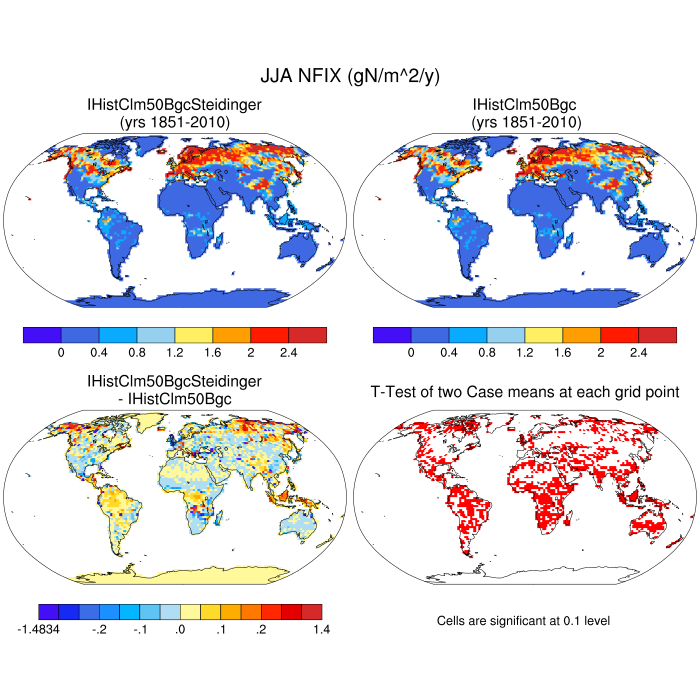 JJA NFIX (gN/m^2/y)
IHistClm50BgcSteidinger
(yrs 1851-2010)
IHistClm50Bgc
(yrs 1851-2010)
0 0.4 0.8 1.2 1.6 2 2.4
0 0.4 0.8 1.2 1.6 2 2.4
IHistClm50BgcSteidinger
- IHistClm50Bgc
T-Test of two Case means at each grid point
-1.4834 -.2 -.1 .0 .1 .2 1.4
Cells are significant at 0.1 level